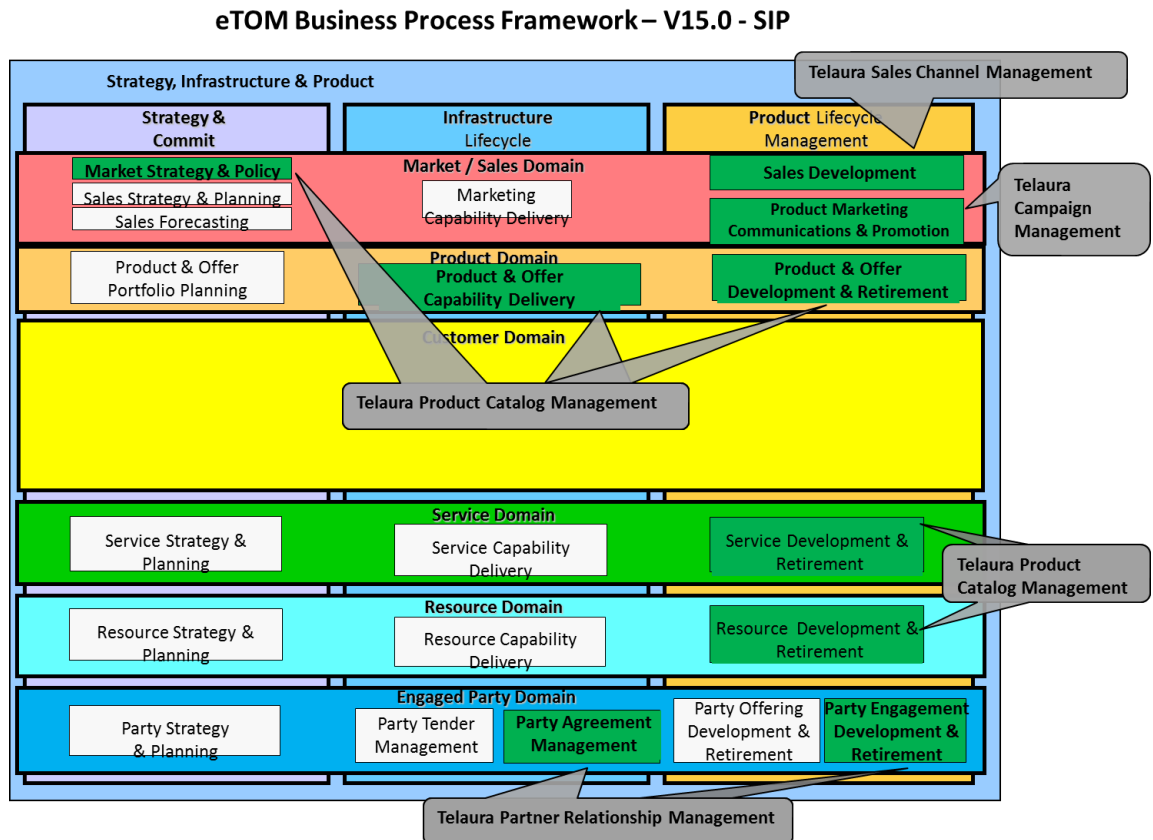 eTOM Business Process Framework – V15.0 - SIP
Strategy, Infrastructure & Product
Telaura Sales Channel Management
Strategy &
Commit
Infrastructure
Lifecycle
Product Lifecycle
Management
Market / Sales Domain
Market Strategy & Policy
Sales Strategy & Planning
Sales Forecasting
Marketing
Capability Delivery
Sales Development
Product Marketing
Communications & Promotion
Telaura
Campaign
Management
Product Domain
Product & Offer
Portfolio Planning
Product & Offer
Capability Delivery
Product & Offer
Development & Retirement
Customer Domain
Telaura Product Catalog Management
Service Domain
Service Strategy &
Planning
Service Capability
Delivery
Service Development &
Retirement
Telaura Product
Catalog Management
Resource Domain
Resource Strategy &
Planning
Resource Capability
Delivery
Resource Development &
Retirement
Engaged Party Domain
Party Strategy
& Planning
Party Tender
Management
Party Agreement
Management
Party Offering
Development &
Retirement
Party Engagement
Development &
Retirement
Telaura Partner Relationship Management